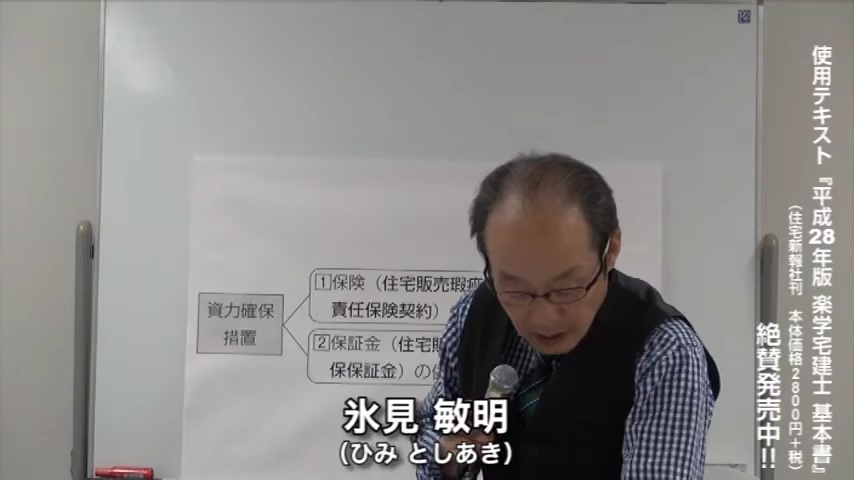 使用テキスト『平成28年版 楽学宅建士 基本書』
（住宅新報社刊 本体価格2800円＋税）
絶賛発売中!!
資力確保
措置
1保険（住宅販売瑕疵
責任保険契約）
2保証金（住宅販
保保証金）の供
氷見 敏明
（ひみ としあき）